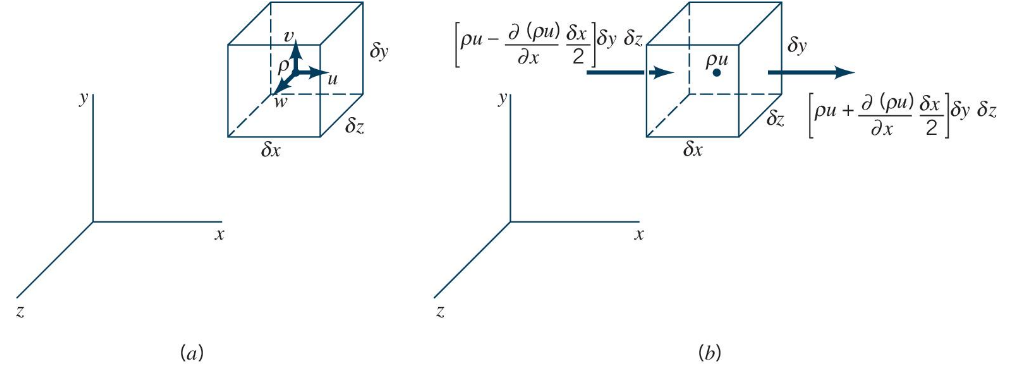 v
ρ
u
w
δy
δz
δx
y
x
z
(a)
[ρu − ∂(ρu)/∂x δx/2] δy δz
ρu
δy
δz
δx
[ρu + ∂(ρu)/∂x δx/2] δy δz
y
x
z
(b)